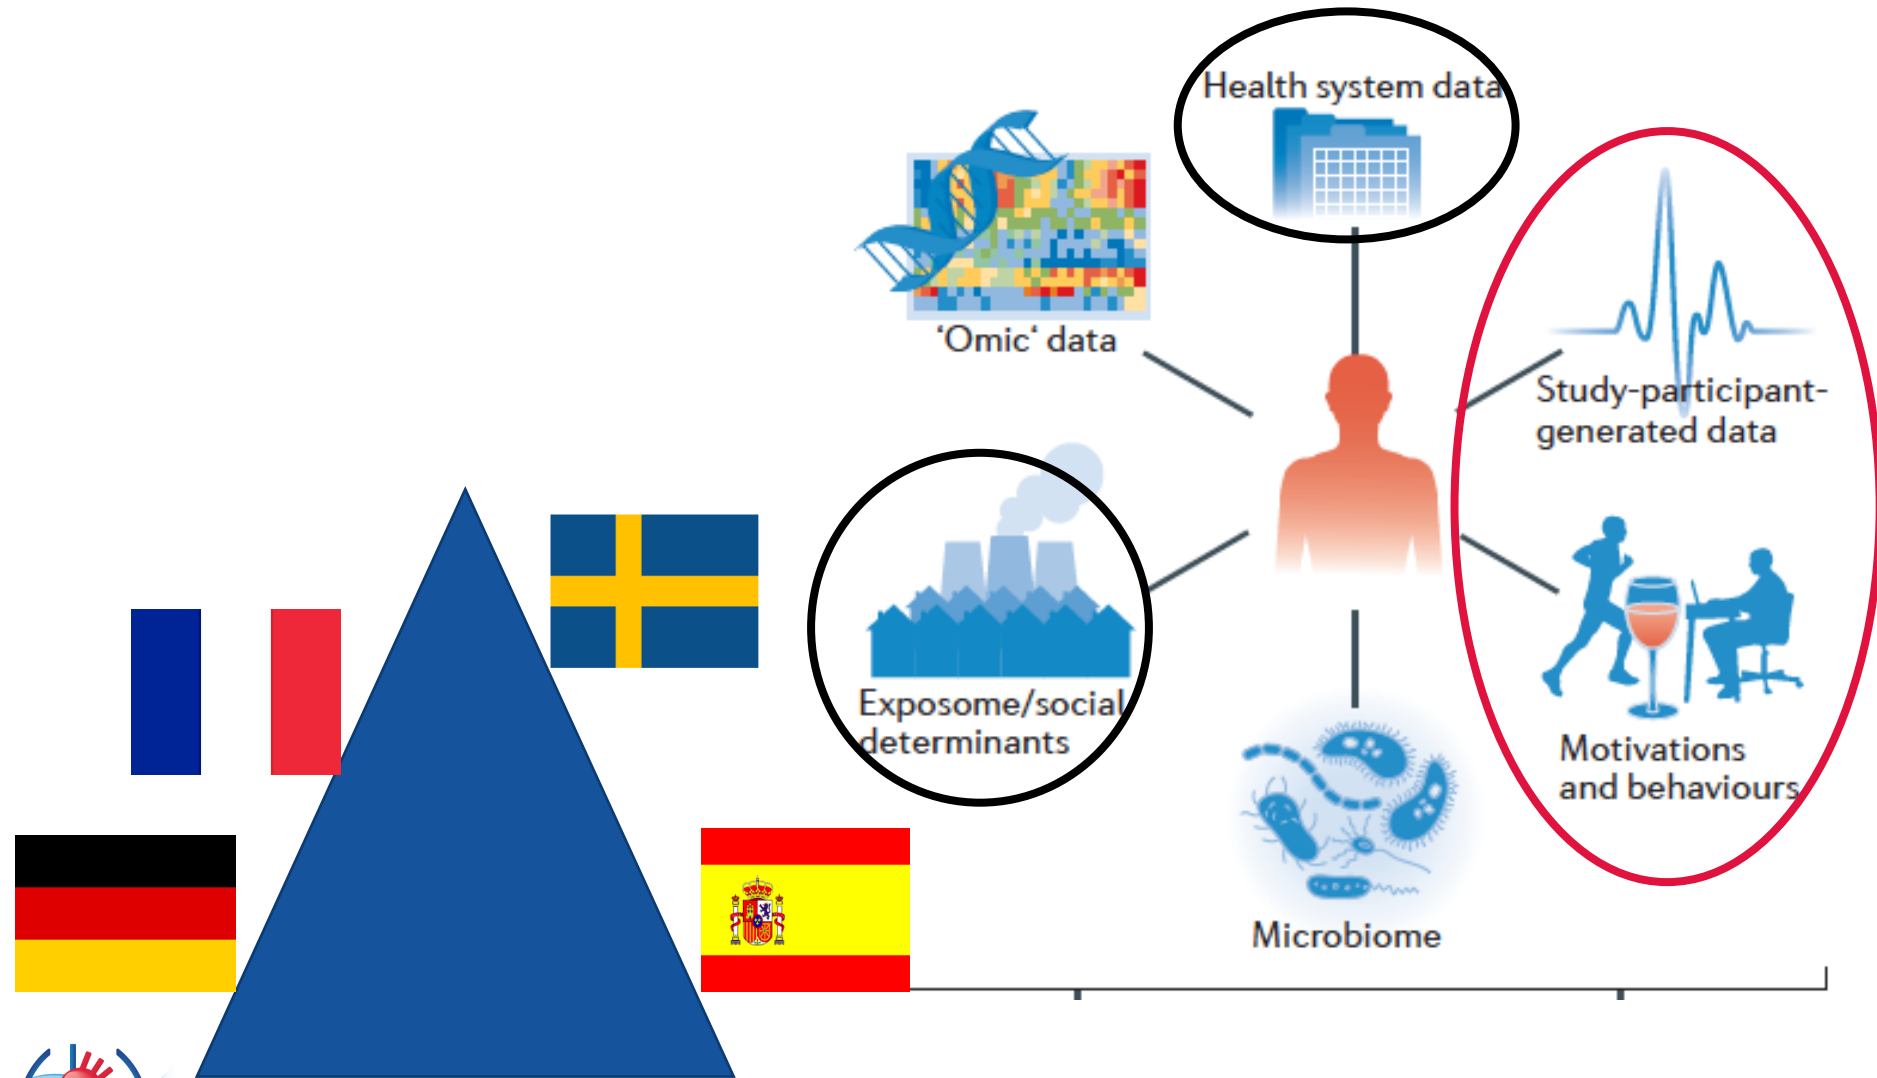 Health system data
‘Omic‘ data
Study-participant-
generated data
Exposome/social
determinants
Motivations
and behaviours
Microbiome